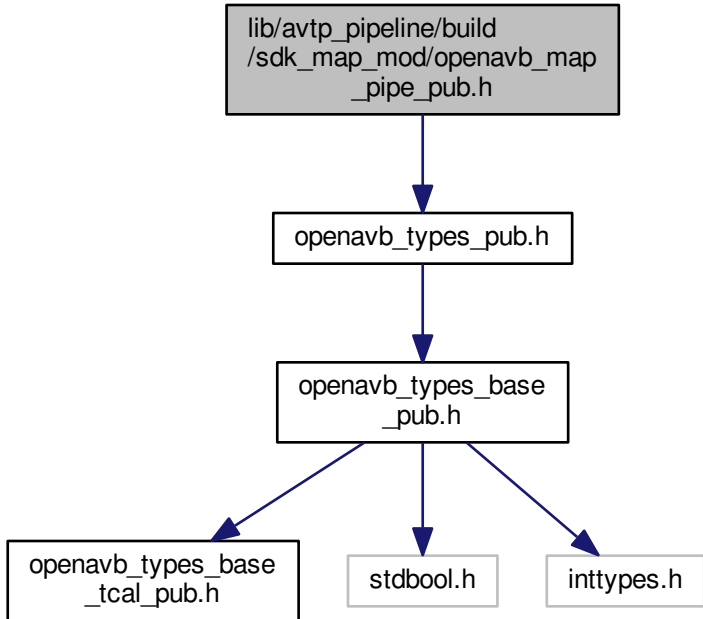 lib/avtp_pipeline/build
/sdk_map_mod/openavb_map
_pipe_pub.h
openavb_types_pub.h
openavb_types_base
_pub.h
openavb_types_base
_tcal_pub.h
stdbool.h
inttypes.h